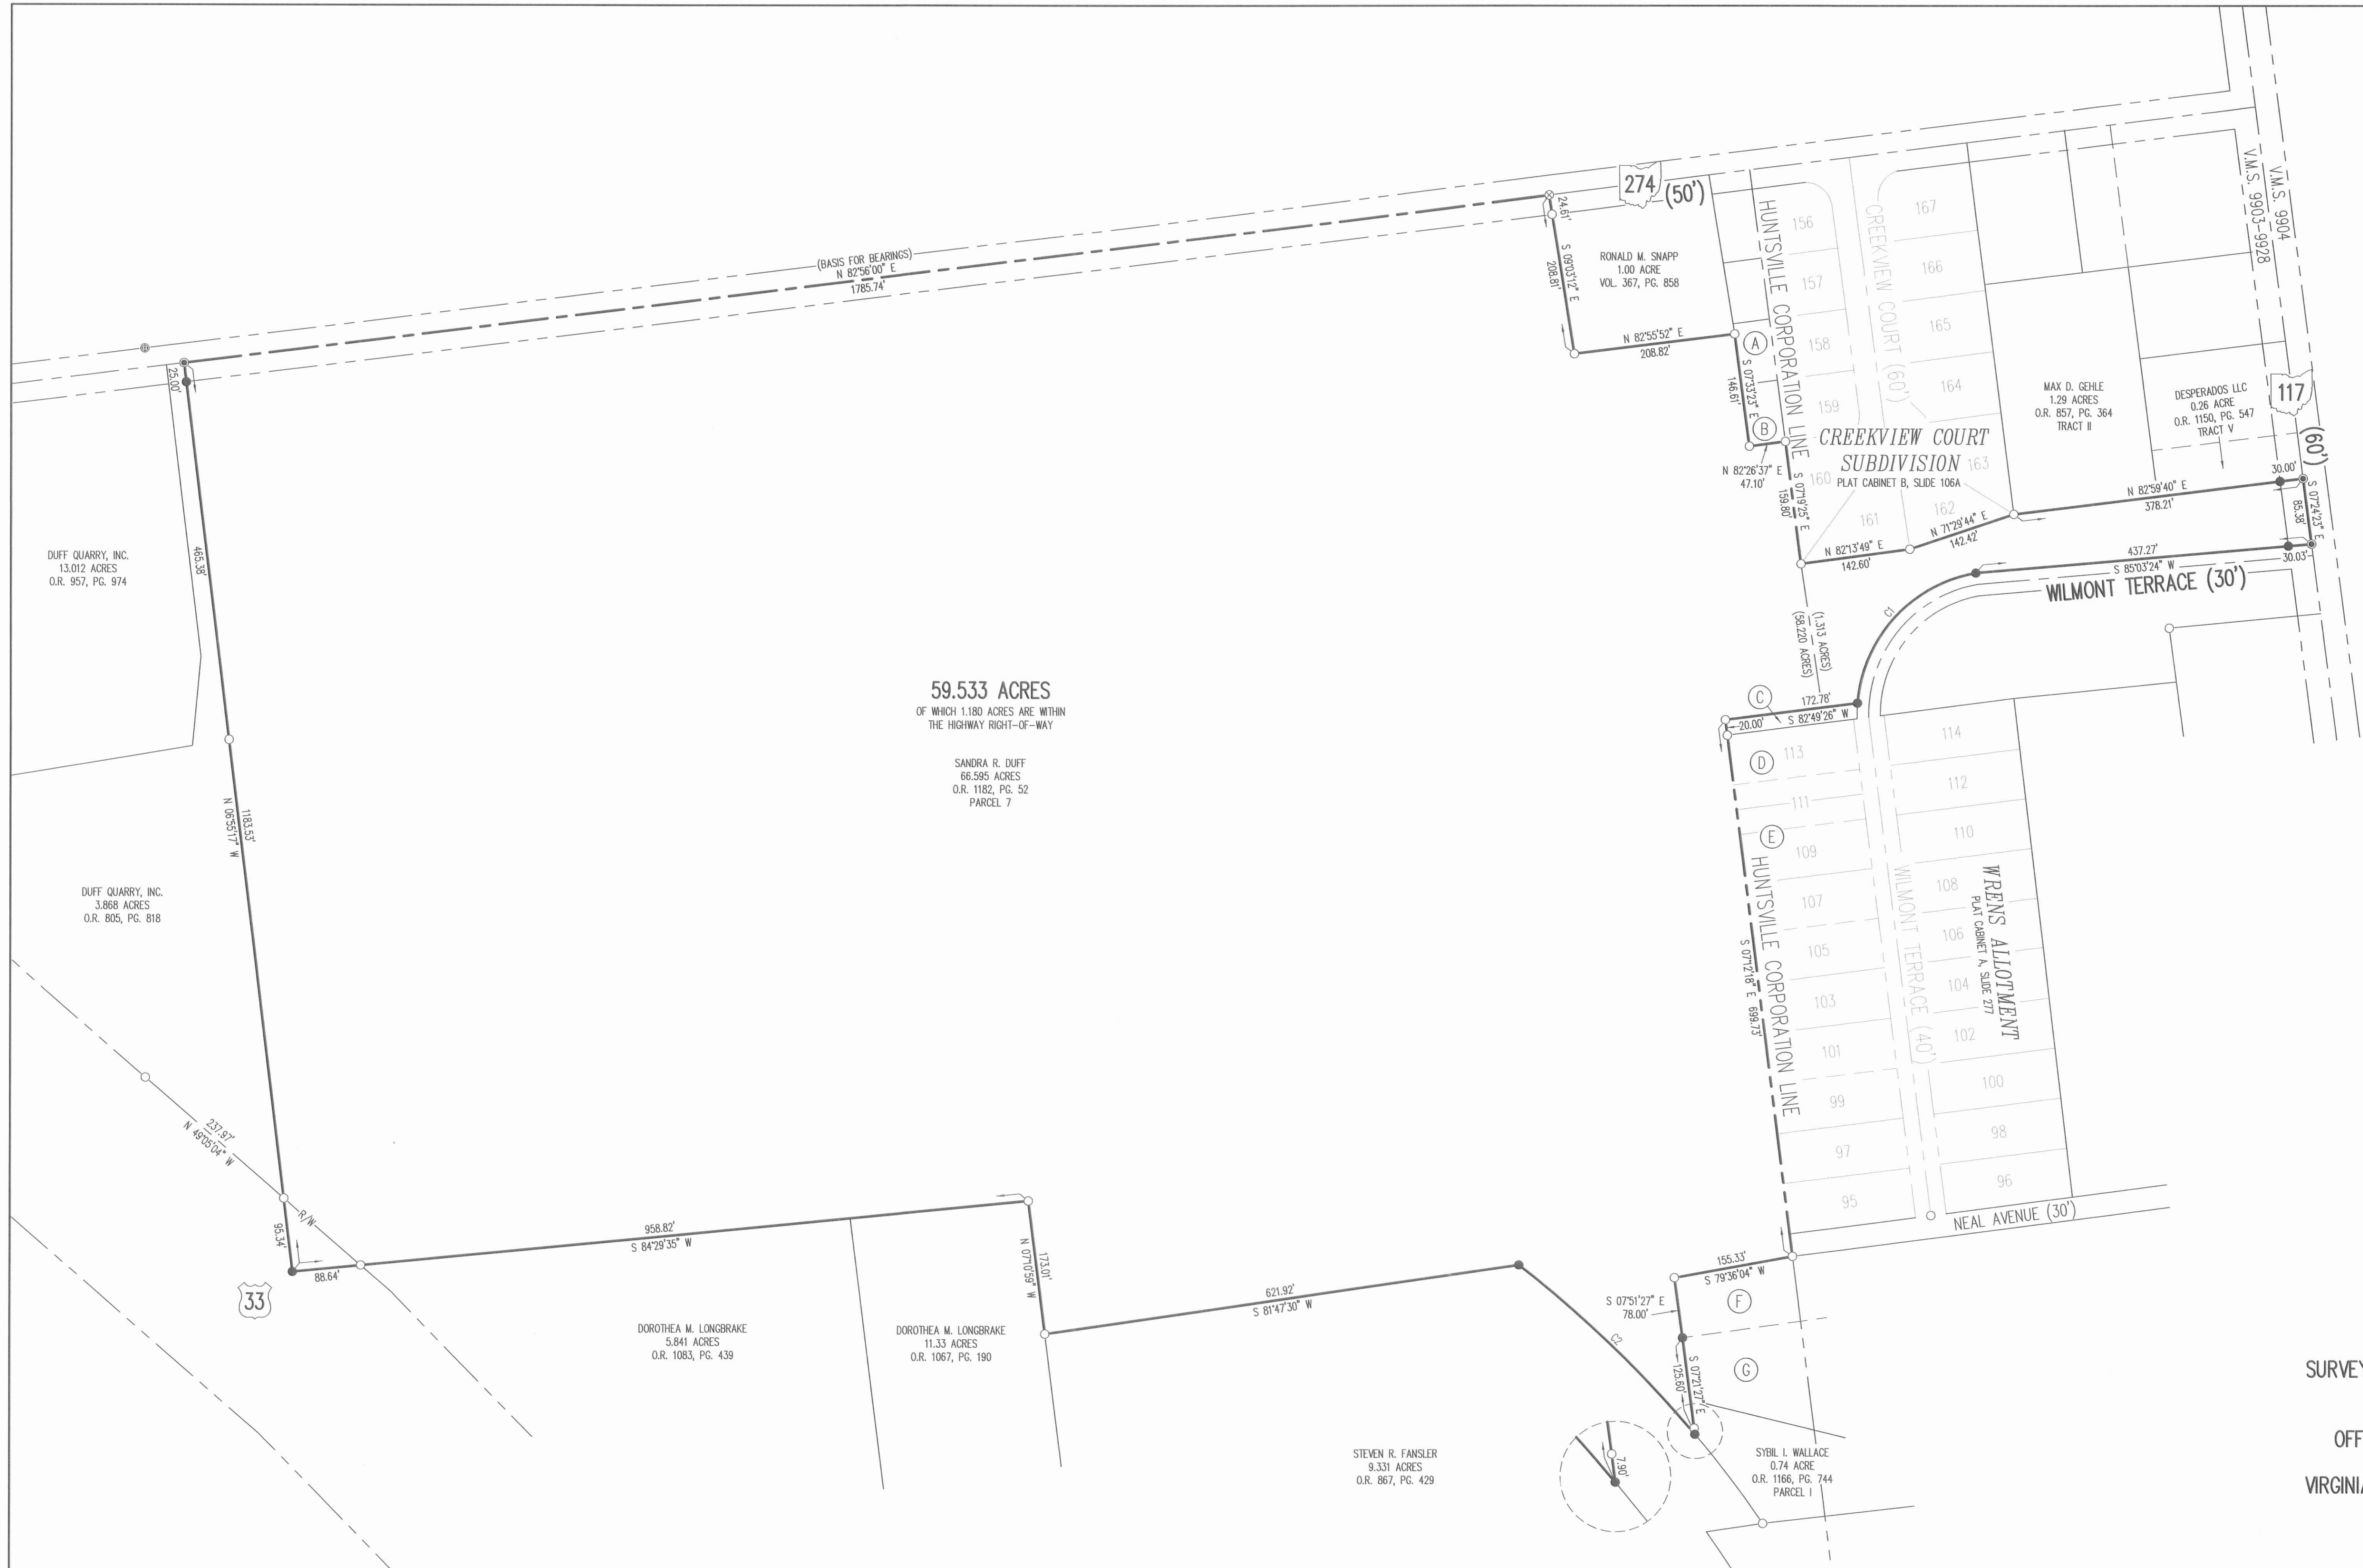 274
(50')
(BASIS FOR BEARINGS)
N 82°56'00" E
1785.74'
24.61'
S 09°03'12" E
208.81'
RONALD M. SNAPP
1.00 ACRE
VOL. 367, PG. 858
N 82°55'52" E
208.82'
A
S 07°33'23" E
146.61'
B
N 82°26'37" E
47.10'
HUNTSVILLE CORPORATION LINE
S 07°19'25" E
159.80'
156
157
158
159
160
161
162
163
164
165
166
167
CREEKVIEW COURT (60')
CREEKVIEW COURT
SUBDIVISION
PLAT CABINET B, SLIDE 106A
V.M.S. 9903-9928
V.M.S. 9904
MAX D. GEHLE
1.29 ACRES
O.R. 857, PG. 364
TRACT II
DESPERADOS LLC
0.26 ACRE
O.R. 1150, PG. 547
TRACT V
117
(60')
30.00'
N 82°59'40" E
378.21'
S 07°24'23" E
85.38'
N 71°29'44" E
142.42'
N 82°13'49" E
142.60'
437.27'
S 85°03'24" W
30.03'
WILMONT TERRACE (30')
C1
(1.313 ACRES)
(58.220 ACRES)
25.00'
465.38'
DUFF QUARRY, INC.
13.012 ACRES
O.R. 957, PG. 974
59.533 ACRES
OF WHICH 1.180 ACRES ARE WITHIN
THE HIGHWAY RIGHT-OF-WAY
SANDRA R. DUFF
66.595 ACRES
O.R. 1182, PG. 52
PARCEL 7
C
172.78'
S 82°49'26" W
20.00'
D
E
113
111
109
107
105
103
101
99
97
95
114
112
110
108
106
104
102
100
98
96
HUNTSVILLE CORPORATION LINE
S 07°12'18" E 699.73'
WILMONT TERRACE (40')
WRENS ALLOTMENT
PLAT CABINET A, SLIDE 277
NEAL AVENUE (30')
1183.53'
N 06°55'17" W
DUFF QUARRY, INC.
3.868 ACRES
O.R. 805, PG. 818
237.97'
N 49°05'04" W
R/W
95.34'
88.64'
33
958.82'
S 84°29'35" W
173.01'
N 07°10'59" W
DOROTHEA M. LONGBRAKE
5.841 ACRES
O.R. 1083, PG. 439
DOROTHEA M. LONGBRAKE
11.33 ACRES
O.R. 1067, PG. 190
621.92'
S 81°47'30" W
C2
155.33'
S 79°36'04" W
S 07°51'27" E
78.00'
F
G
S 07°21'27" E
125.60'
7.90'
STEVEN R. FANSLER
9.331 ACRES
O.R. 867, PG. 429
SYBIL I. WALLACE
0.74 ACRE
O.R. 1166, PG. 744
PARCEL I
SURVEY
OFF
VIRGINIA